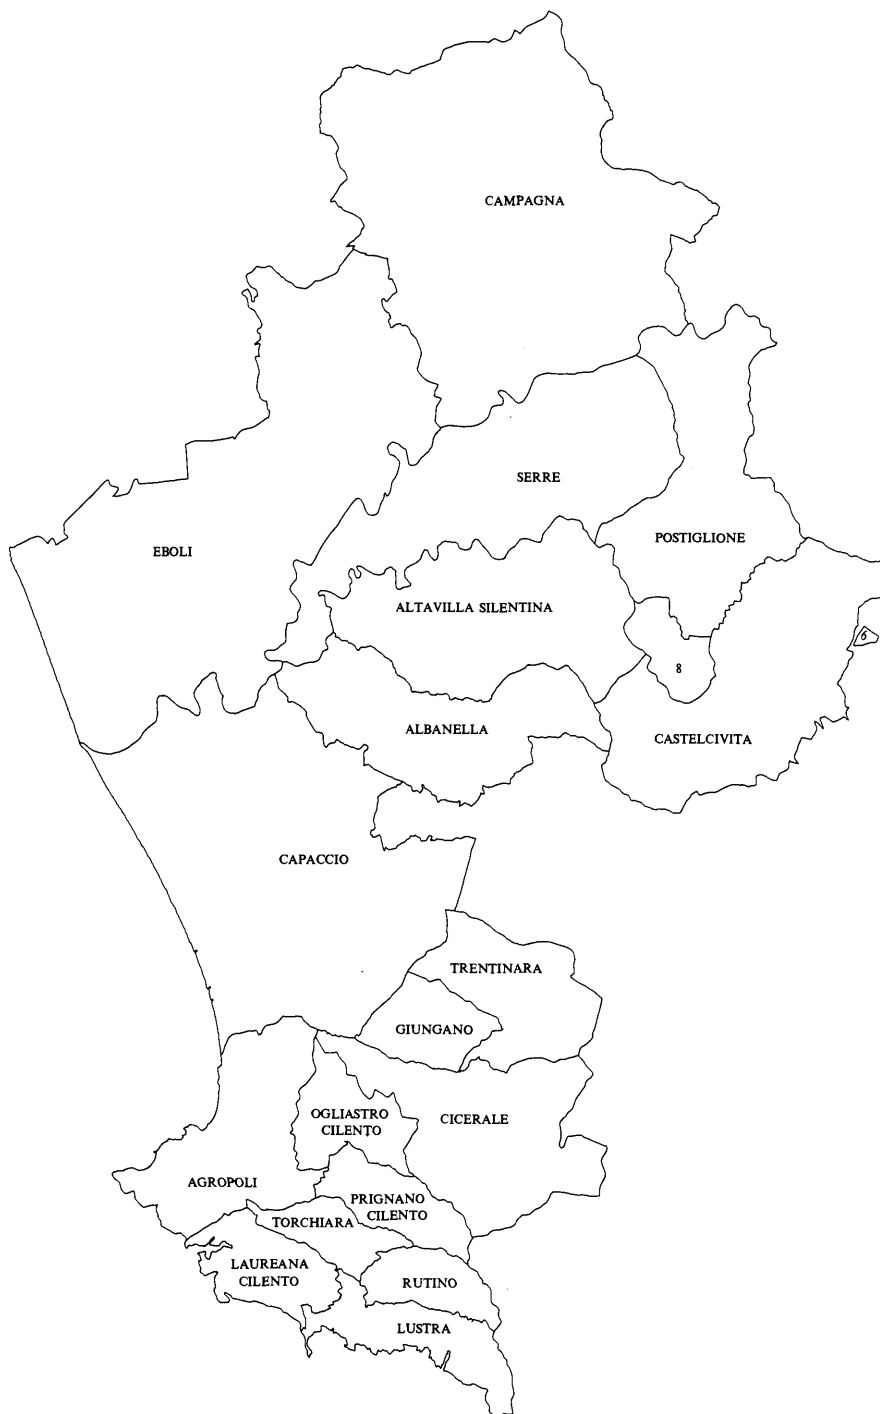 CAMPAGNA
SERRE
POSTIGLIONE
EBOLI
ALTAVILLA SILENTINA
6
8
ALBANELLA
CASTELCIVITA
CAPACCIO
TRENTINARA
GIUNGANO
OGLIASTRO
CILENTO
CICERALE
AGROPOLI
PRIGNANO
CILENTO
TORCHIARA
LAUREANA
CILENTO
RUTINO
LUSTRA